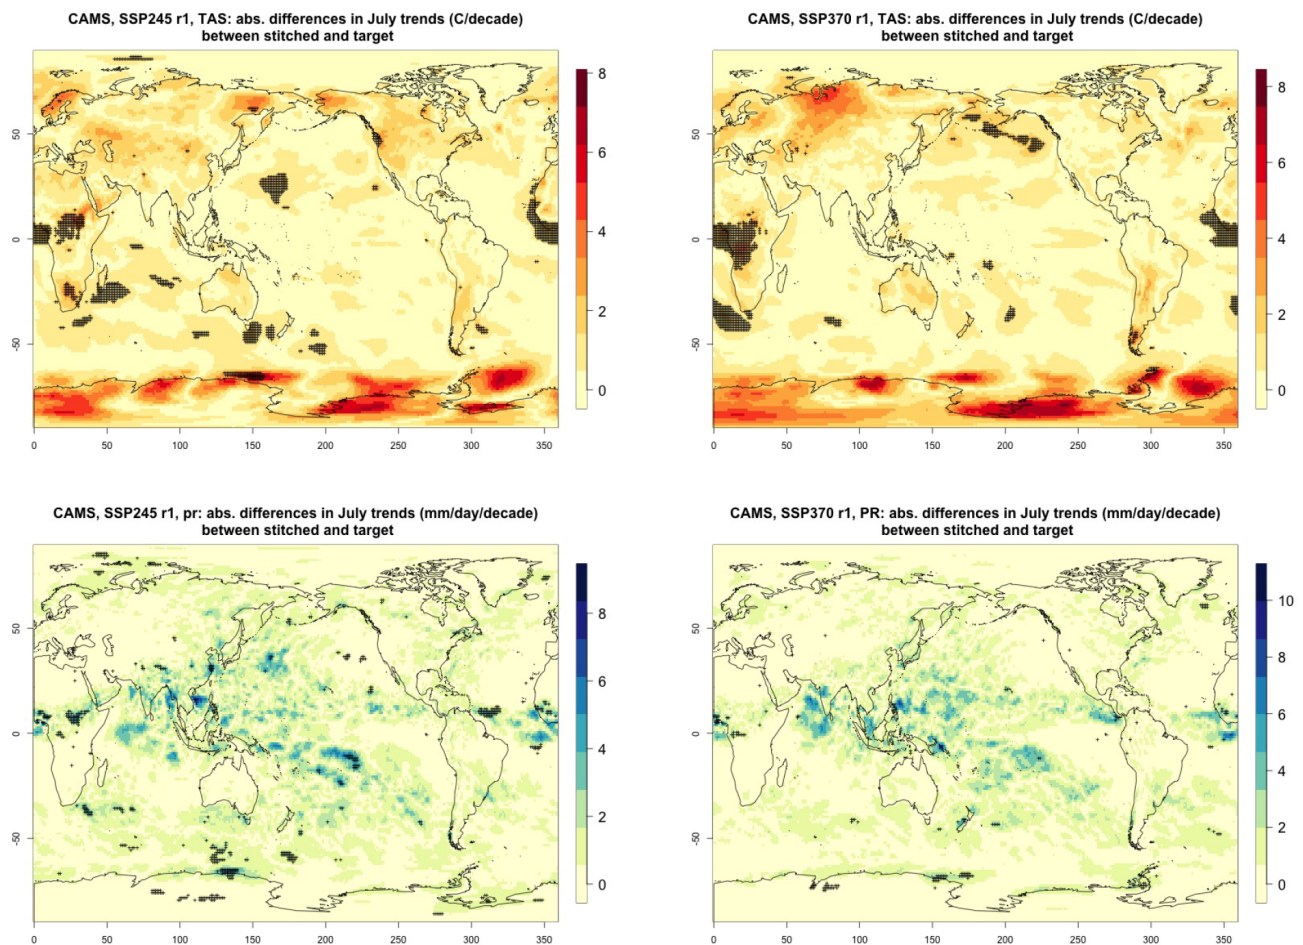 CAMS, SSP245 r1, TAS: abs. differences in July trends (C/decade)
between stitched and target
50
0
-50
0 50 100 150 200 250 300 350
8
6
4
2
0
CAMS, SSP370 r1, TAS: abs. differences in July trends (C/decade)
between stitched and target
50
0
-50
0 50 100 150 200 250 300 350
8
6
4
2
0
CAMS, SSP245 r1, pr: abs. differences in July trends (mm/day/decade)
between stitched and target
50
0
-50
0 50 100 150 200 250 300 350
8
6
4
2
0
CAMS, SSP370 r1, PR: abs. differences in July trends (mm/day/decade)
between stitched and target
50
0
-50
0 50 100 150 200 250 300 350
10
8
6
4
2
0